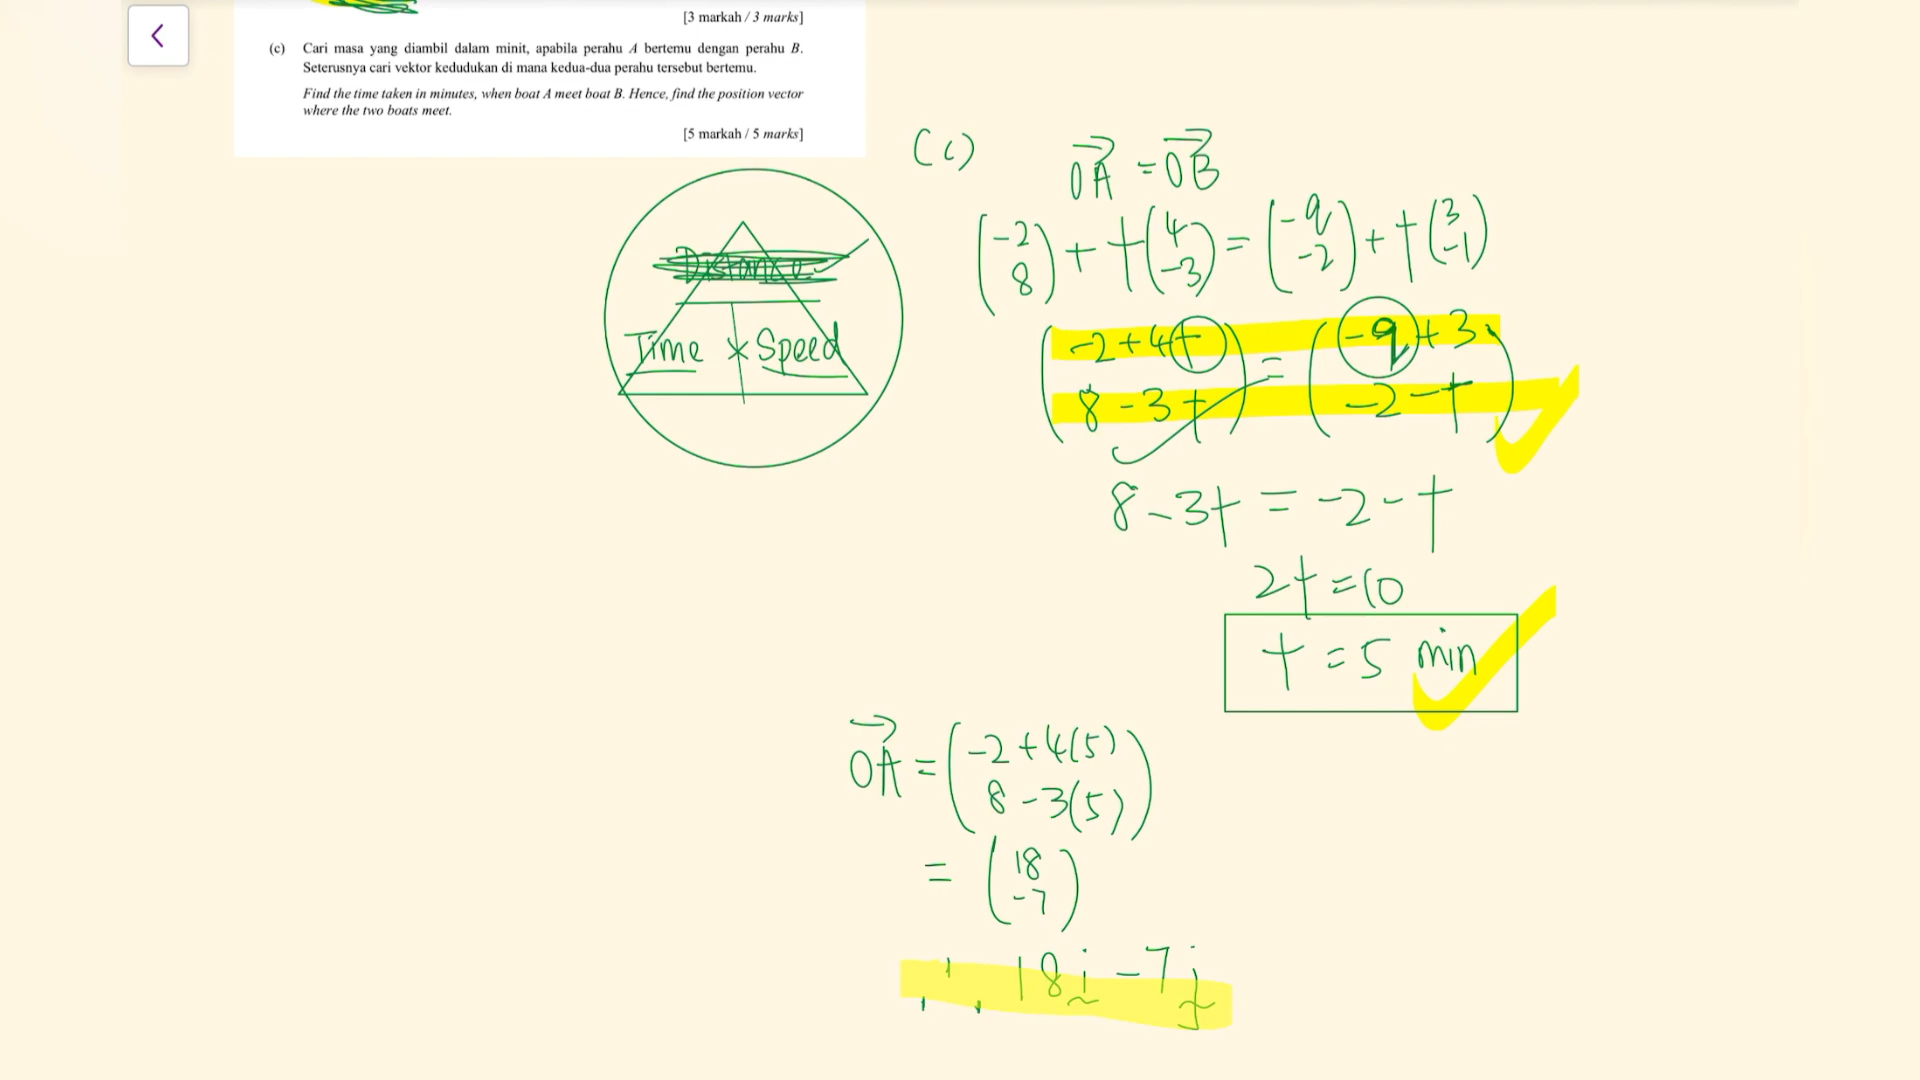 [3 markah / 3 marks]
(c) Cari masa yang diambil dalam minit, apabila perahu A bertemu dengan perahu B.
Seterusnya cari vektor kedudukan di mana kedua-dua perahu tersebut bertemu.
Find the time taken in minutes, when boat A meet boat B. Hence, find the position vector
where the two boats meet.
[5 markah / 5 marks]
Distance
Time × Speed
(c)
→OA = →OB
(-2 8) + t(4 -3) = (-9 -2) + t(3 -1)
(-2+4t 8-3t) = (-9+3 -2-t)
8-3t = -2-t
2t = 10
t = 5 min
→OA = (-2+4(5) 8-3(5))
= (18 -7)
∴ 18i - 7j